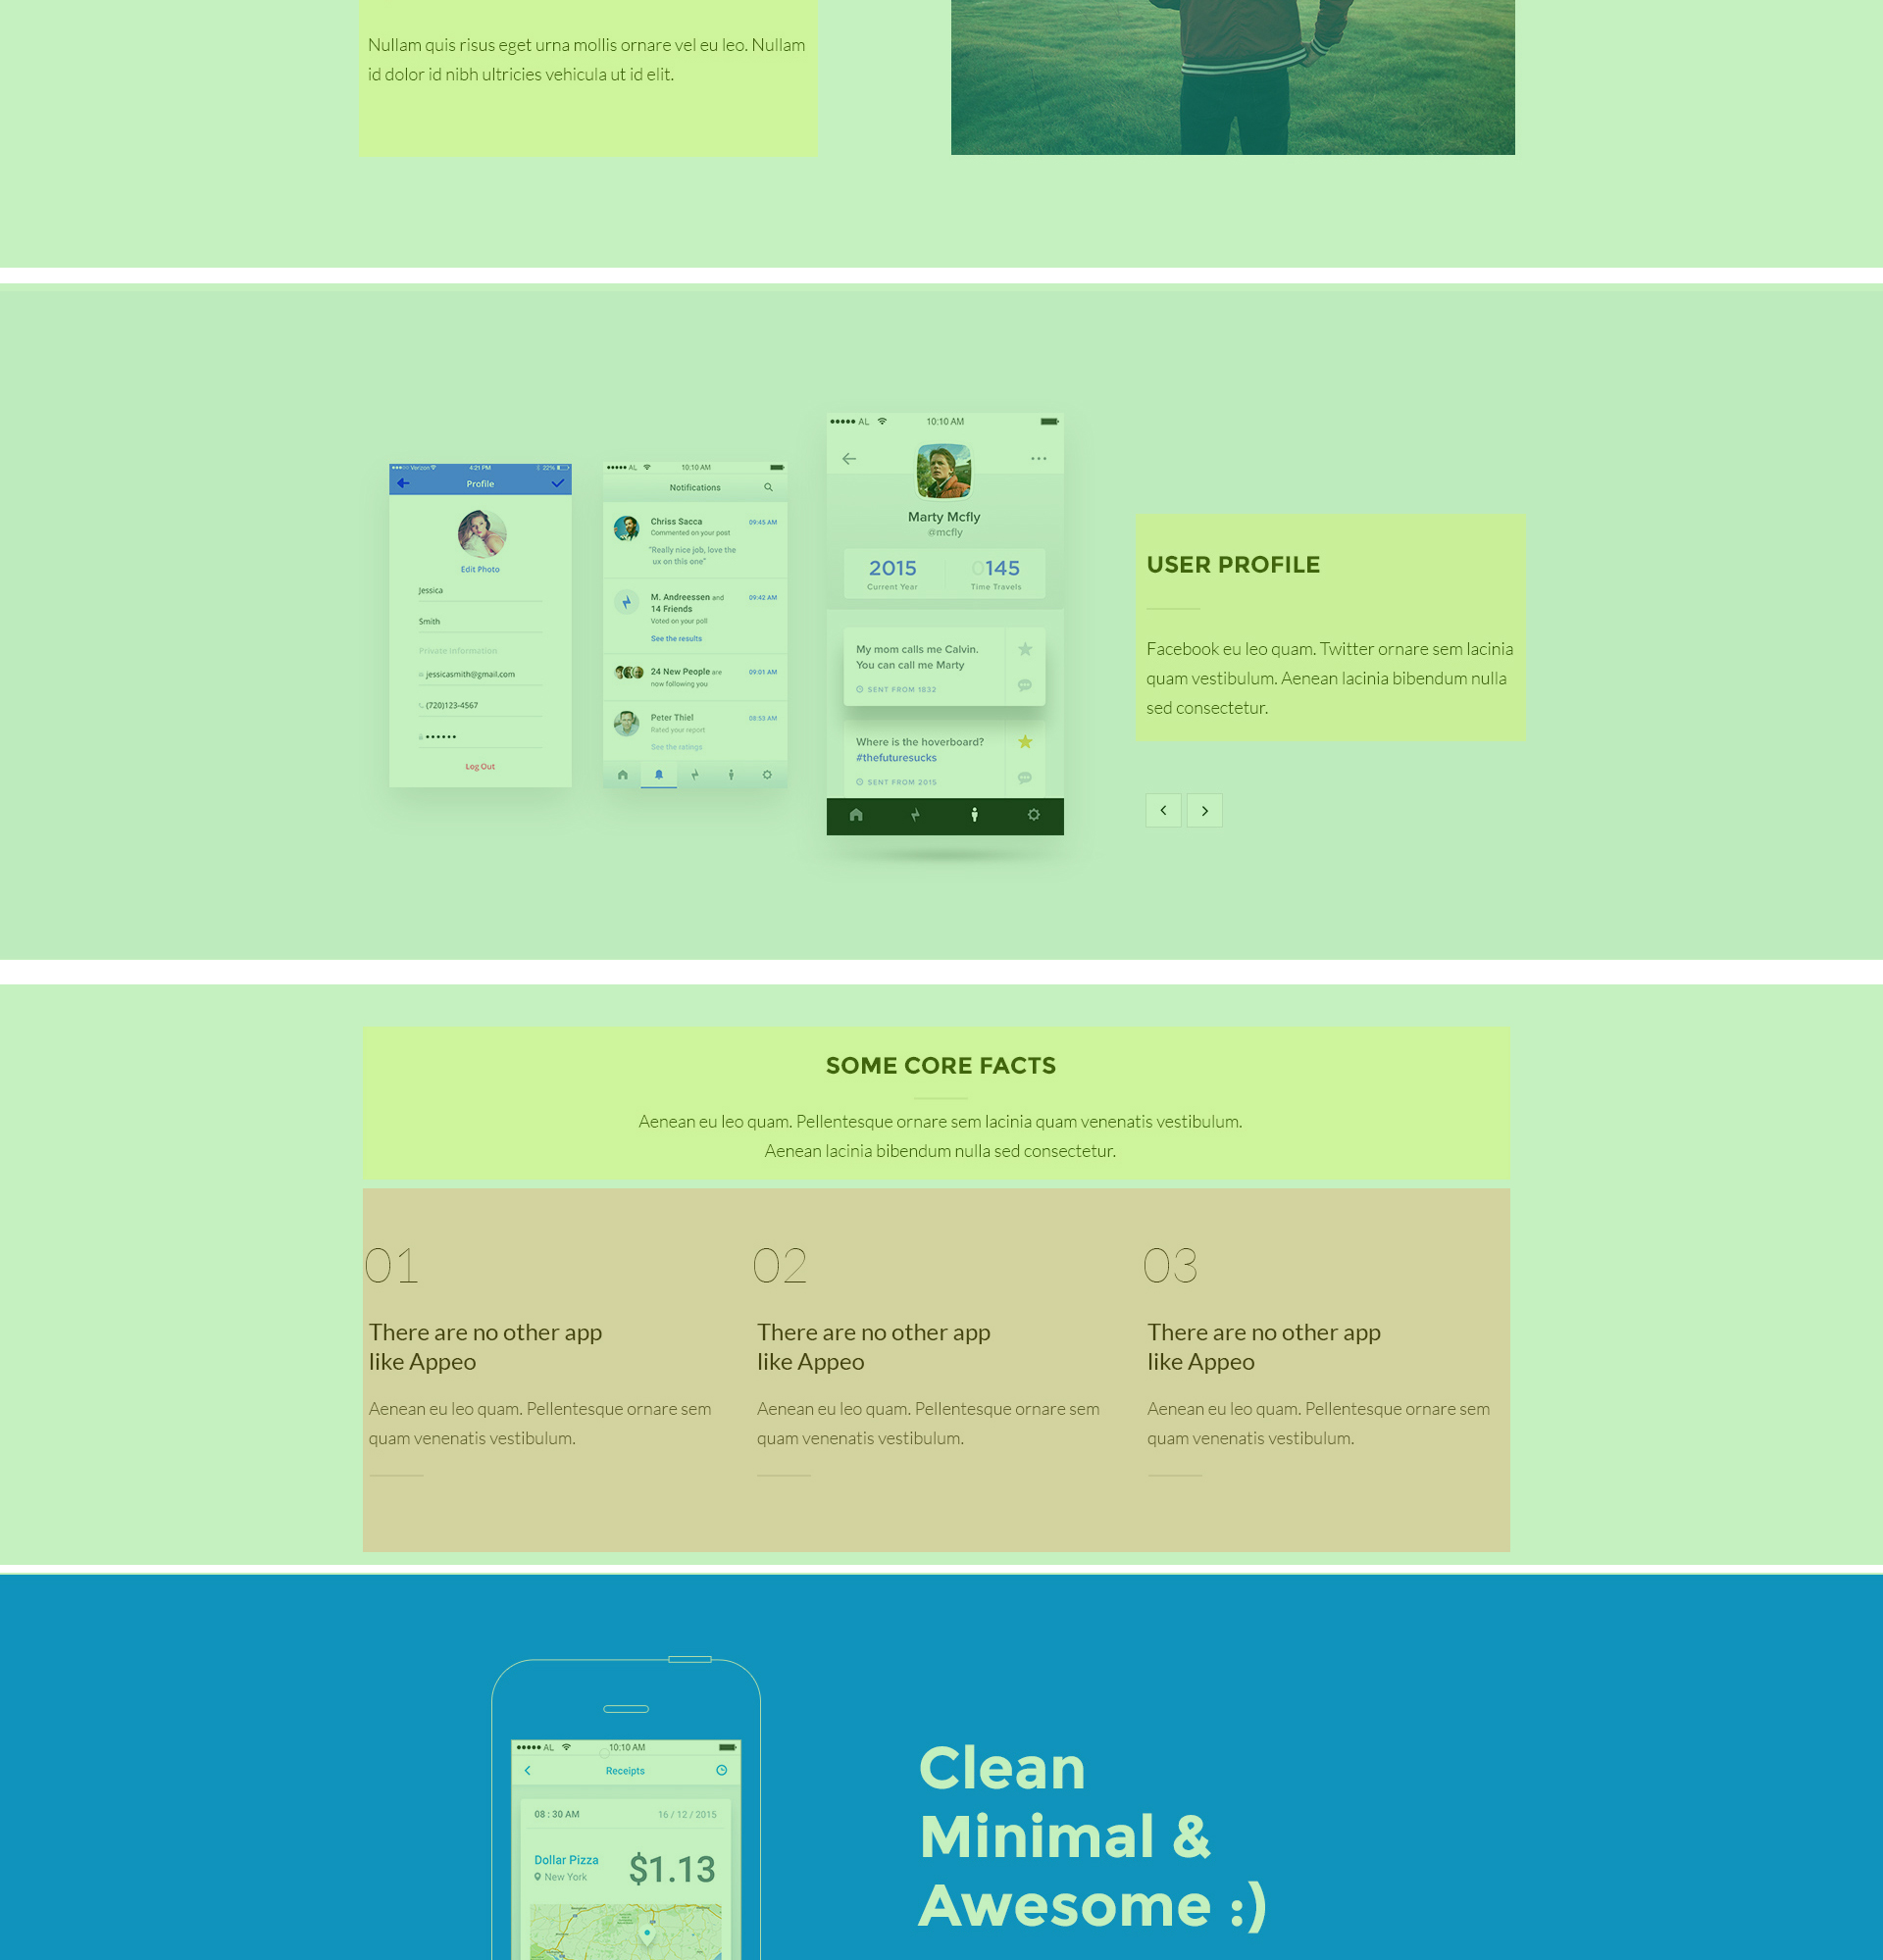 Nullam quis risus eget urna mollis ornare vel eu leo. Nullam
id dolor id nibh ultricies vehicula ut id elit.
Verizon 4:21 PM 22%
Profile
Edit Photo
Jessica
Smith
Private Information
jessicasmith@gmail.com
(720)123-4567
Log Out
AL 10:10 AM
Notifications
Chriss Sacca 09:45 AM
Commented on your post
"Really nice job, love the
ux on this one"
M. Andreessen and 09:42 AM
14 Friends
Voted on your poll
See the results
24 New People are 09:01 AM
now following you
Peter Thiel 08:53 AM
Rated your report
See the ratings
AL 10:10 AM
Marty Mcfly
@mcfly
2015 0145
Current Year Time Travels
My mom calls me Calvin.
You can call me Marty
SENT FROM 1832
Where is the hoverboard?
#thefuturesucks
SENT FROM 2015
USER PROFILE
Facebook eu leo quam. Twitter ornare sem lacinia
quam vestibulum. Aenean lacinia bibendum nulla
sed consectetur.
SOME CORE FACTS
Aenean eu leo quam. Pellentesque ornare sem lacinia quam venenatis vestibulum.
Aenean lacinia bibendum nulla sed consectetur.
01
There are no other app
like Appeo
Aenean eu leo quam. Pellentesque ornare sem
quam venenatis vestibulum.
02
There are no other app
like Appeo
Aenean eu leo quam. Pellentesque ornare sem
quam venenatis vestibulum.
03
There are no other app
like Appeo
Aenean eu leo quam. Pellentesque ornare sem
quam venenatis vestibulum.
AL 10:10 AM
Receipts
08 : 30 AM 16 / 12 / 2015
Dollar Pizza $1.13
New York
Clean
Minimal &
Awesome :)